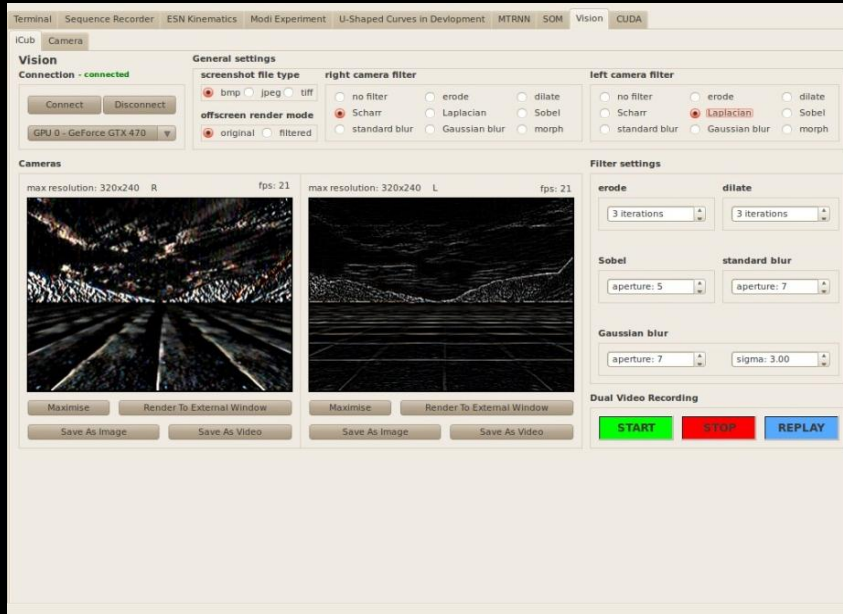 Terminal Sequence Recorder ESN Kinematics Modi Experiment U-Shaped Curves in Devlopment MTRNN SOM Vision CUDA
iCub Camera
Vision
Connection - connected
Connect Disconnect
GPU 0 - GeForce GTX 470
General settings
screenshot file type
bmp jpeg tiff
offscreen render mode
original filtered
right camera filter
no filter erode dilate
Scharr Laplacian Sobel
standard blur Gaussian blur morph
left camera filter
no filter erode dilate
Scharr Laplacian Sobel
standard blur Gaussian blur morph
Cameras
max resolution: 320x240 R fps: 21
Maximise Render To External Window
Save As Image Save As Video
max resolution: 320x240 L fps: 21
Maximise Render To External Window
Save As Image Save As Video
Filter settings
erode dilate
3 iterations 3 iterations
Sobel standard blur
aperture: 5 aperture: 7
Gaussian blur
aperture: 7 sigma: 3.00
Dual Video Recording
START STOP REPLAY